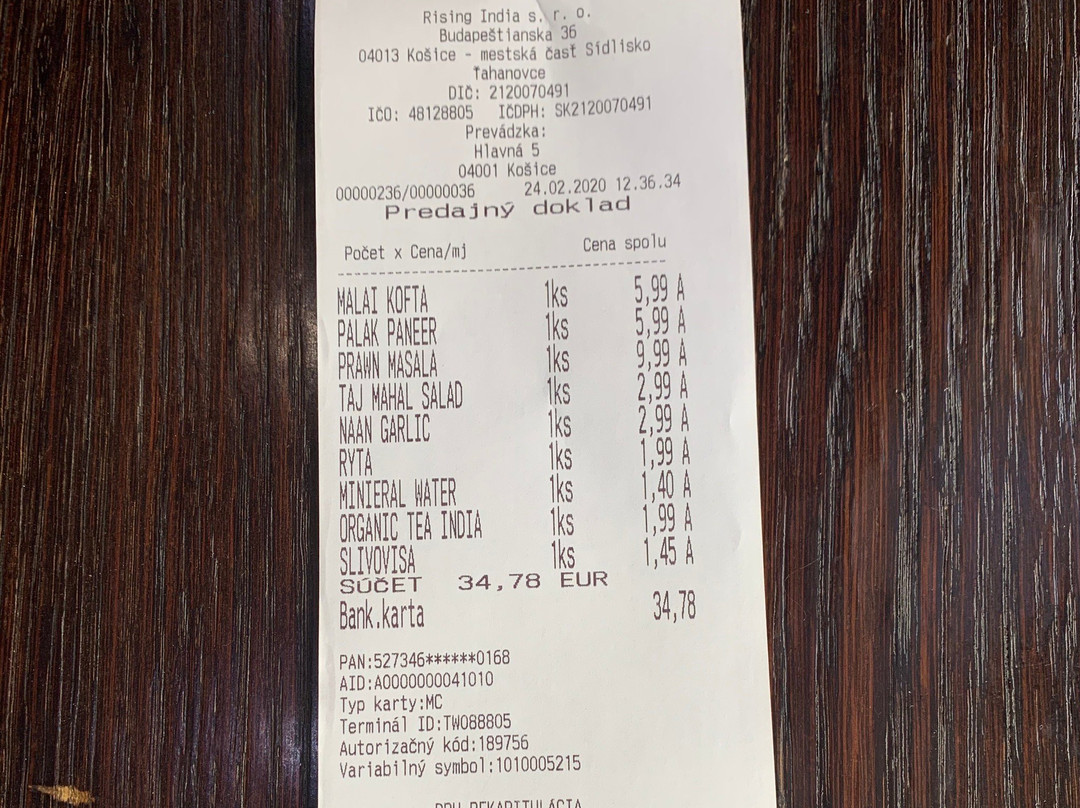 Rising India s. r. o.
Budapeštianska 36
04013 Košice - mestská časť Sídlisko
Ťahanovce
DIČ: 2120070491
IČO: 48128805 IČDPH: SK2120070491
Prevádzka:
Hlavná 5
04001 Košice
00000236/00000036 24.02.2020 12.36.34
Predajný doklad
Počet x Cena/mj Cena spolu
MALAI KOFTA 1ks 5,99 A
PALAK PANEER 1ks 5,99 A
PRAWN MASALA 1ks 9,99 A
TAJ MAHAL SALAD 1ks 2,99 A
NAAN GARLIC 1ks 2,99 A
RYTA 1ks 1,99 A
MINIERAL WATER 1ks 1,40 A
ORGANIC TEA INDIA 1ks 1,99 A
SLIVOVISA 1ks 1,45 A
SÚČET 34,78 EUR
Bank.karta 34,78
PAN:527346******0168
AID:A0000000041010
Typ karty:MC
Terminál ID:TW088805
Autorizačný kód:189756
Variabilný symbol:1010005215
DPH REKAPITULÁCIA